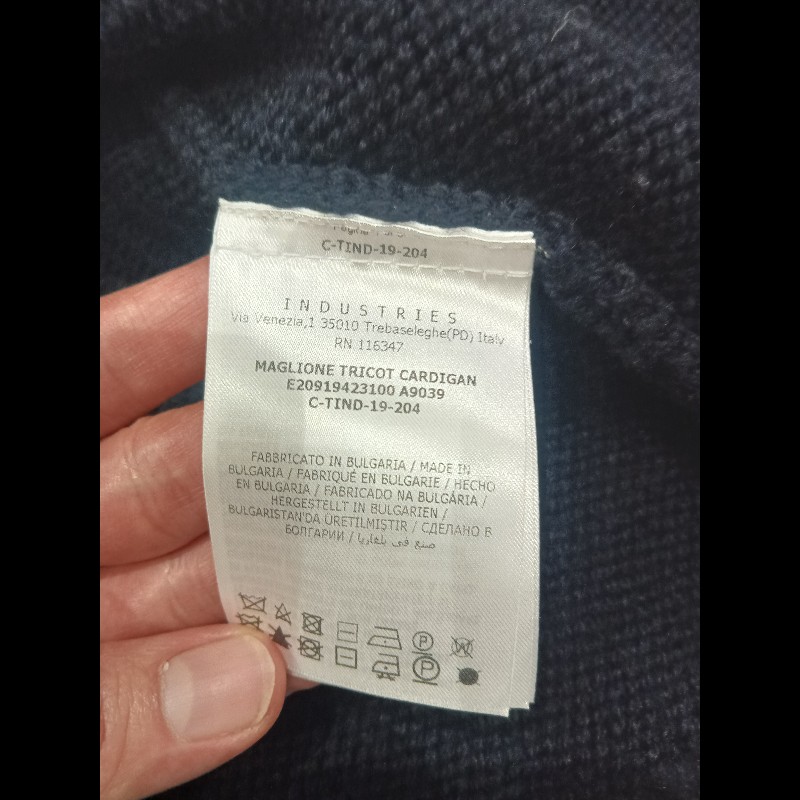 C-TIND-19-204
INDUSTRIES
Via Venezia,1 35010 Trebaseleghe(PD) Italy
RN 116347
MAGLIONE TRICOT CARDIGAN
E20919423100 A9039
C-TIND-19-204
FABBRICATO IN BULGARIA / MADE IN
BULGARIA / FABRIQUÉ EN BULGARIE / HECHO
EN BULGARIA / FABRICADO NA BULGÁRIA /
HERGESTELLT IN BULGARIEN /
BULGARISTAN'DA ÜRETILMISTIR / СДЕЛАНО В
БОЛГАРИИ / صنع في بلغاريا
P W
P